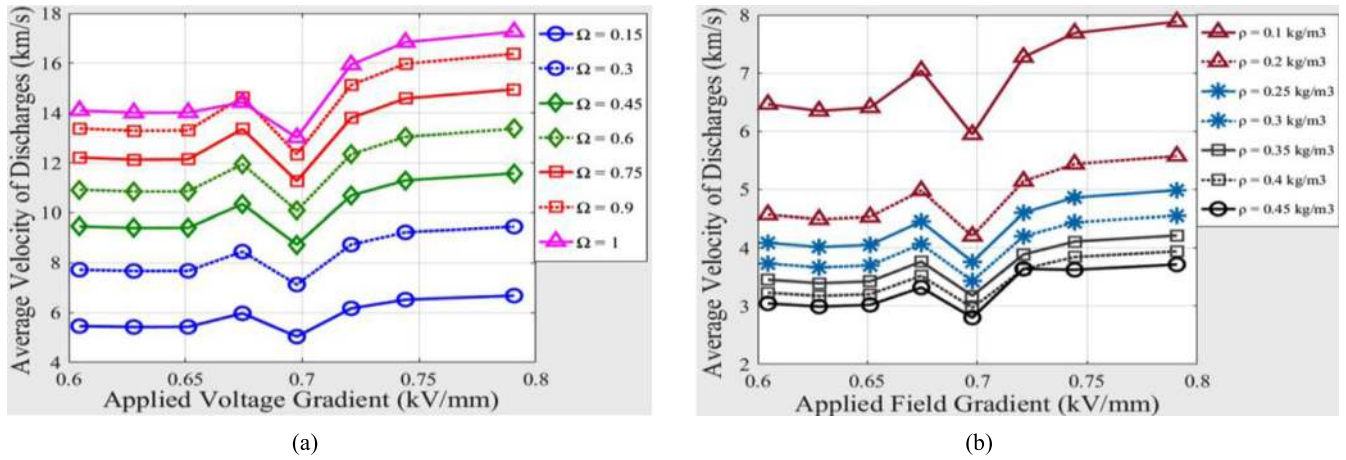 18
16
14
12
10
8
6
4
0.6
0.65
0.7
0.75
0.8
Average Velocity of Discharges (km/s)
Applied Voltage Gradient (kV/mm)
Ω = 0.15
Ω = 0.3
Ω = 0.45
Ω = 0.6
Ω = 0.75
Ω = 0.9
Ω = 1
(a)
8
7
6
5
4
3
2
0.6
0.65
0.7
0.75
0.8
Average Velocity of Discharges (km/s)
Applied Field Gradient (kV/mm)
ρ = 0.1 kg/m3
ρ = 0.2 kg/m3
ρ = 0.25 kg/m3
ρ = 0.3 kg/m3
ρ = 0.35 kg/m3
ρ = 0.4 kg/m3
ρ = 0.45 kg/m3
(b)